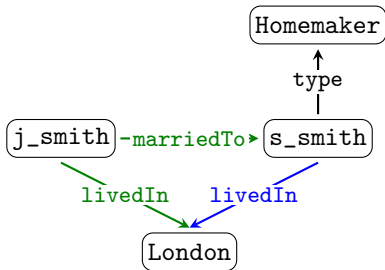 Homemaker
type
j_smith marriedTo s_smith
livedIn livedIn
London